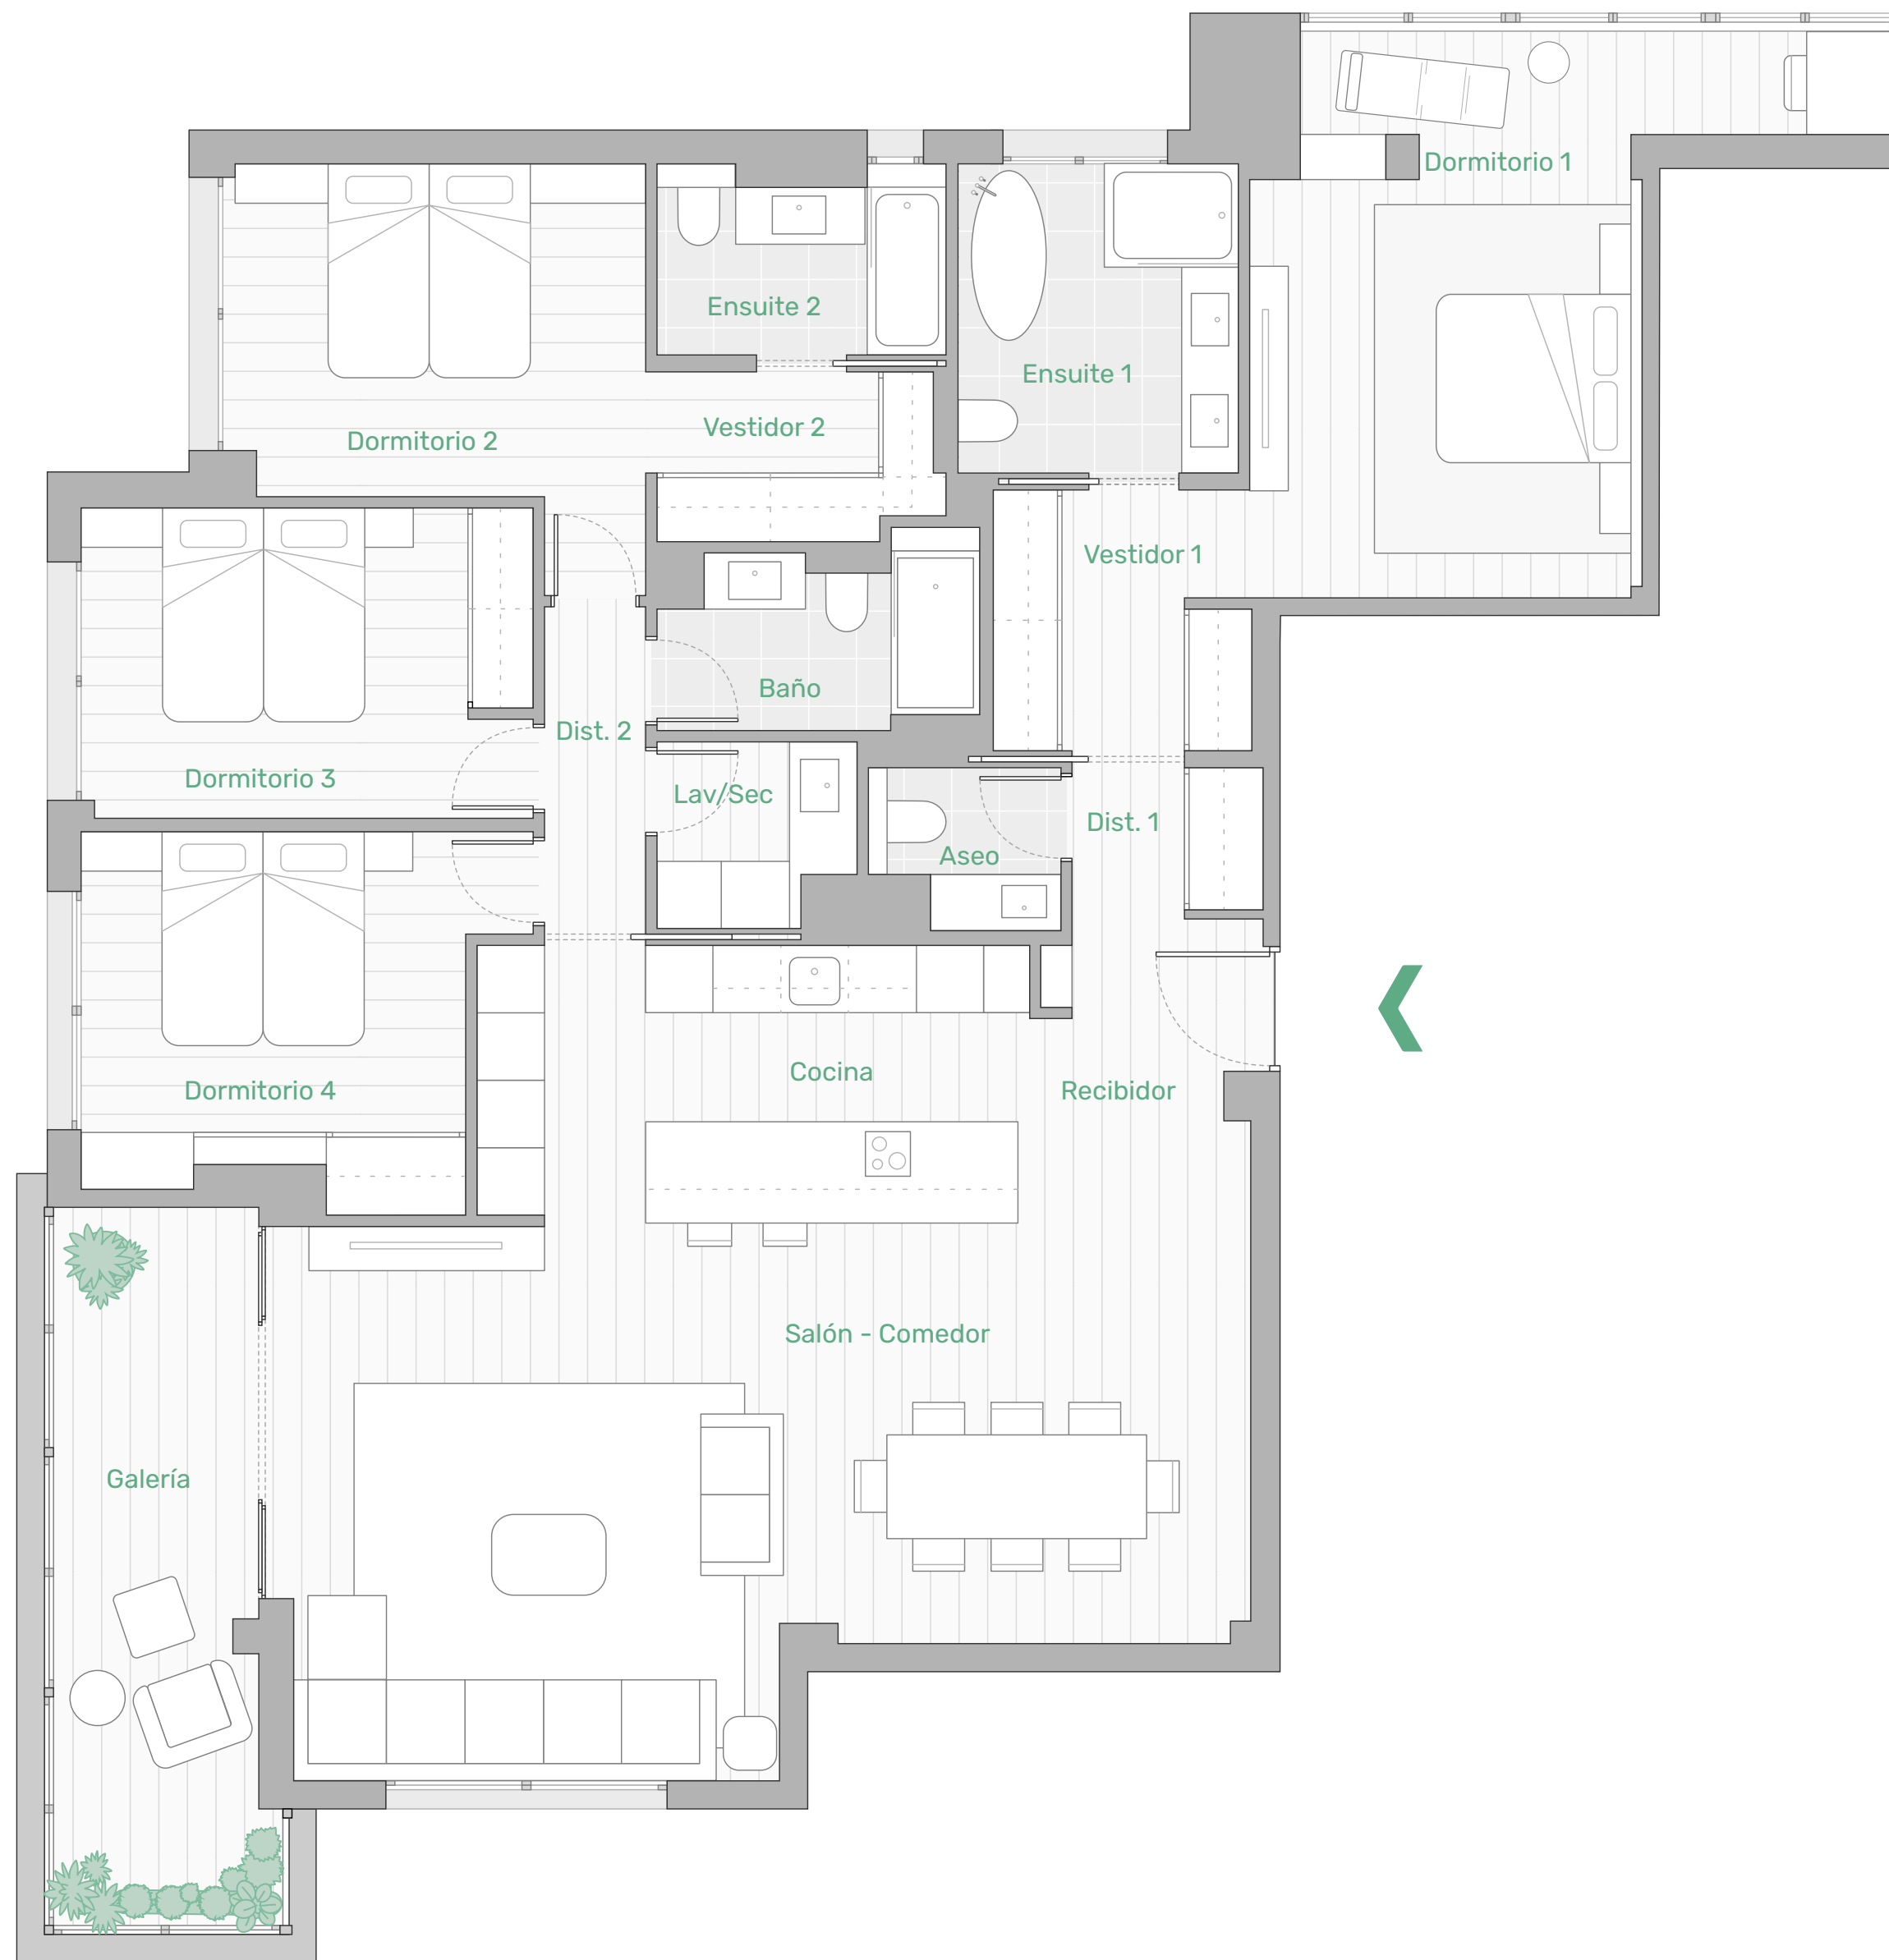 Dormitorio 1
Ensuite 2
Ensuite 1
Vestidor 2
Dormitorio 2
Vestidor 1
Baño
Dist. 2
Dormitorio 3
Lav/Sec
Dist. 1
Aseo
Cocina
Dormitorio 4
Recibidor
Salón - Comedor
Galería